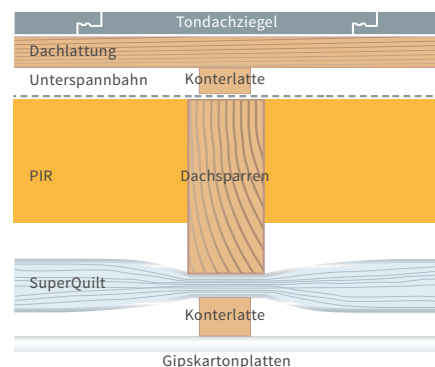 Tondachziegel
Dachlattung
Unterspannbahn Konterlatte
PIR Dachsparren
SuperQuilt
Konterlatte
Gipskartonplatten